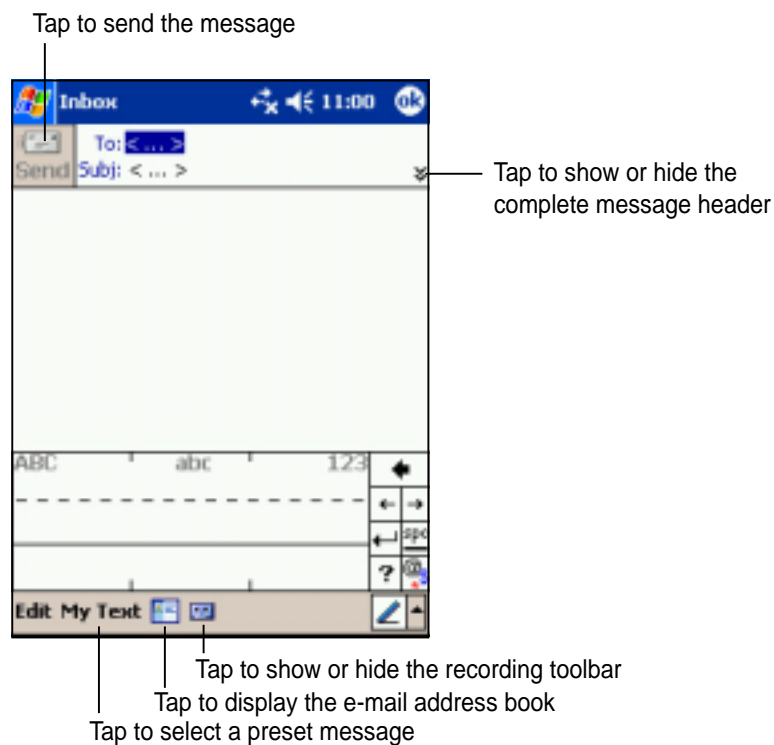 Tap to send the message
Inbox 11:00 ok
To: < ... >
Send Subj: < ... >
Tap to show or hide the
complete message header
ABC abc 123
spc
?
@
Edit My Text
Tap to show or hide the recording toolbar
Tap to display the e-mail address book
Tap to select a preset message